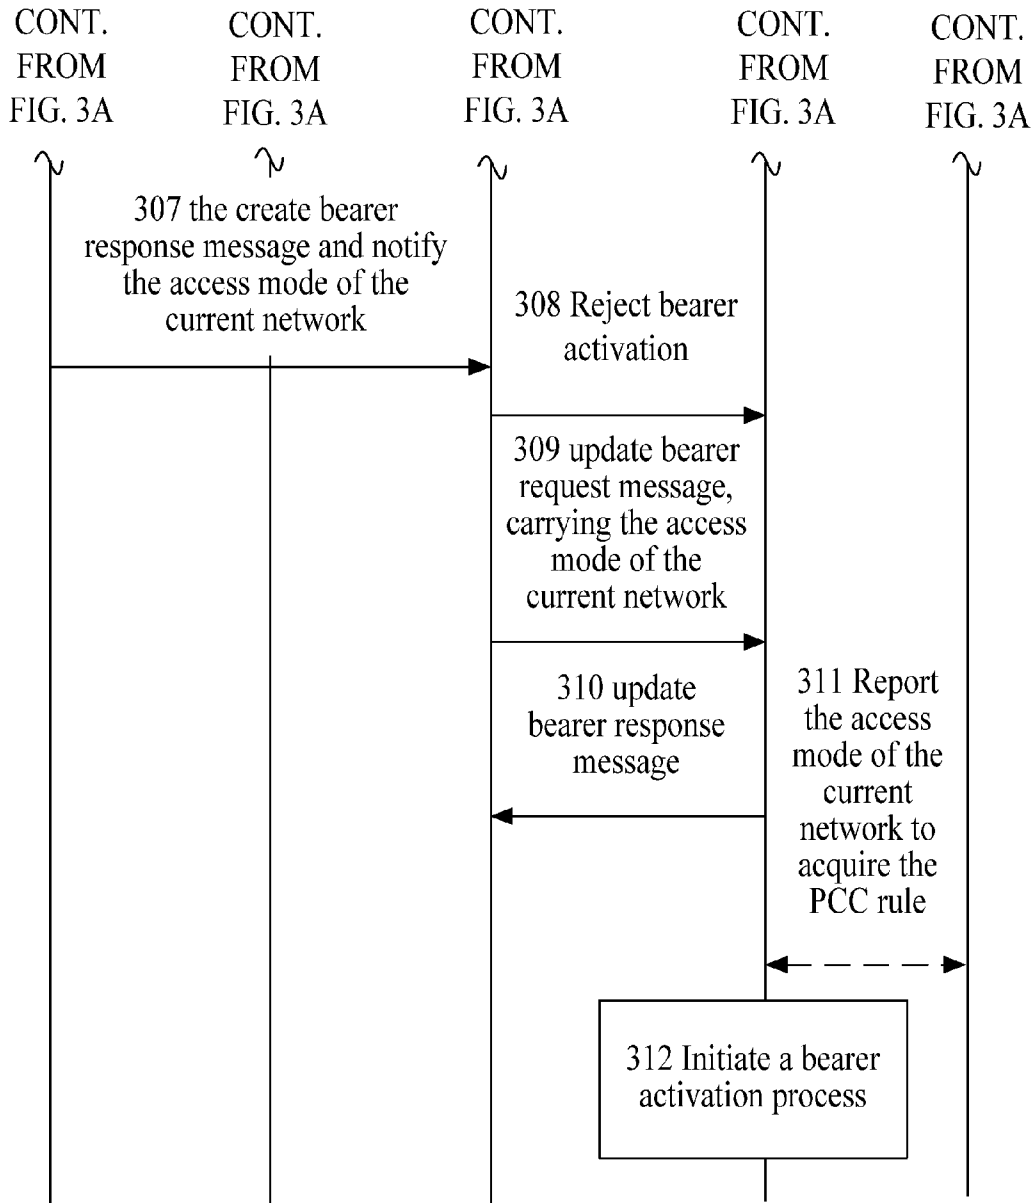 CONT.
FROM
FIG. 3A
CONT.
FROM
FIG. 3A
CONT.
FROM
FIG. 3A
CONT.
FROM
FIG. 3A
CONT.
FROM
FIG. 3A
307 the create bearer
response message and notify
the access mode of the
current network
308 Reject bearer
activation
309 update bearer
request message,
carrying the access
mode of the
current network
310 update
bearer response
message
311 Report
the access
mode of the
current
network to
acquire the
PCC rule
312 Initiate a bearer
activation process